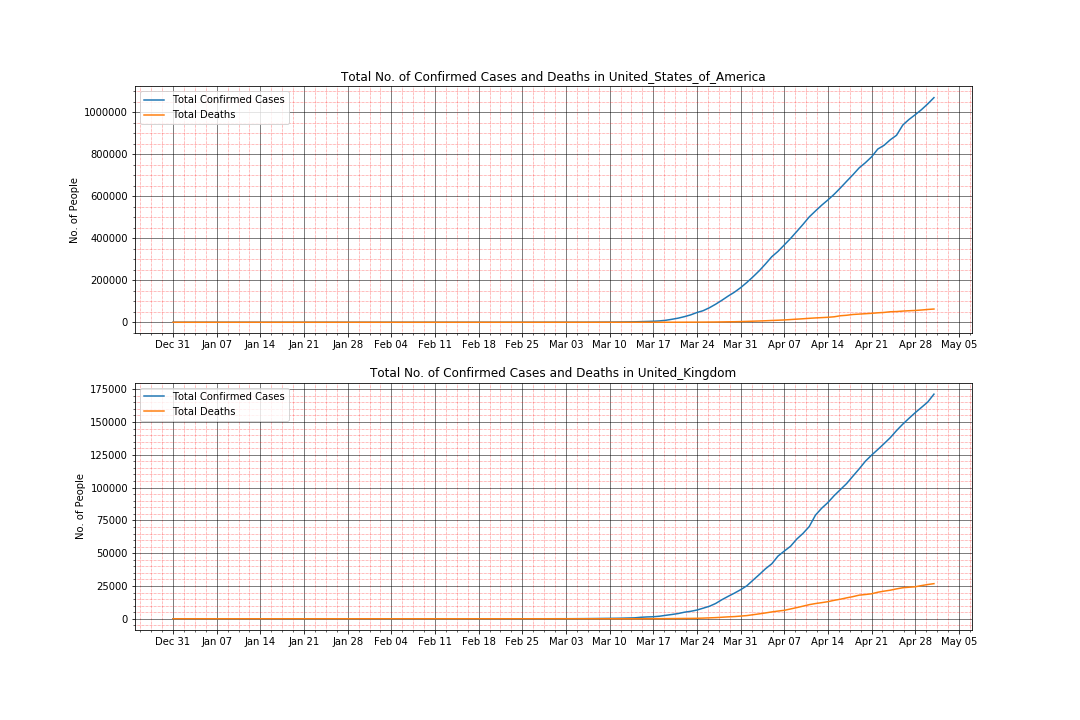 Total No. of Confirmed Cases and Deaths in United_States_of_America
Total Confirmed Cases
Total Deaths
No. of People
1000000
800000
600000
400000
200000
0
Dec 31 Jan 07 Jan 14 Jan 21 Jan 28 Feb 04 Feb 11 Feb 18 Feb 25 Mar 03 Mar 10 Mar 17 Mar 24 Mar 31 Apr 07 Apr 14 Apr 21 Apr 28 May 05
Total No. of Confirmed Cases and Deaths in United_Kingdom
Total Confirmed Cases
Total Deaths
No. of People
175000
150000
125000
100000
75000
50000
25000
0
Dec 31 Jan 07 Jan 14 Jan 21 Jan 28 Feb 04 Feb 11 Feb 18 Feb 25 Mar 03 Mar 10 Mar 17 Mar 24 Mar 31 Apr 07 Apr 14 Apr 21 Apr 28 May 05